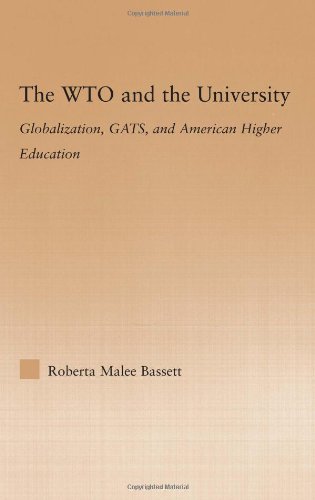 The WTO and the University
Globalization, GATS, and American Higher
Education
Roberta Malee Bassett